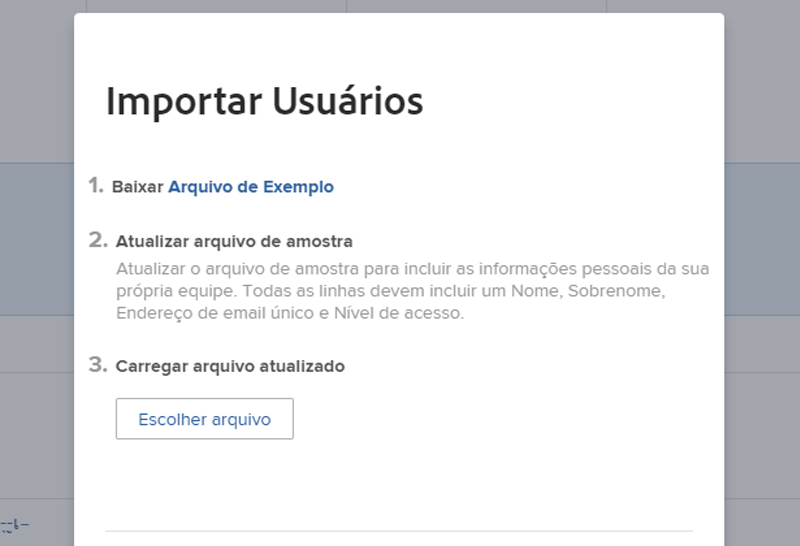 Importar Usuários
1. Baixar Arquivo de Exemplo
2. Atualizar arquivo de amostra
Atualizar o arquivo de amostra para incluir as informações pessoais da sua
própria equipe. Todas as linhas devem incluir um Nome, Sobrenome,
Endereço de email único e Nível de acesso.
3. Carregar arquivo atualizado
Escolher arquivo